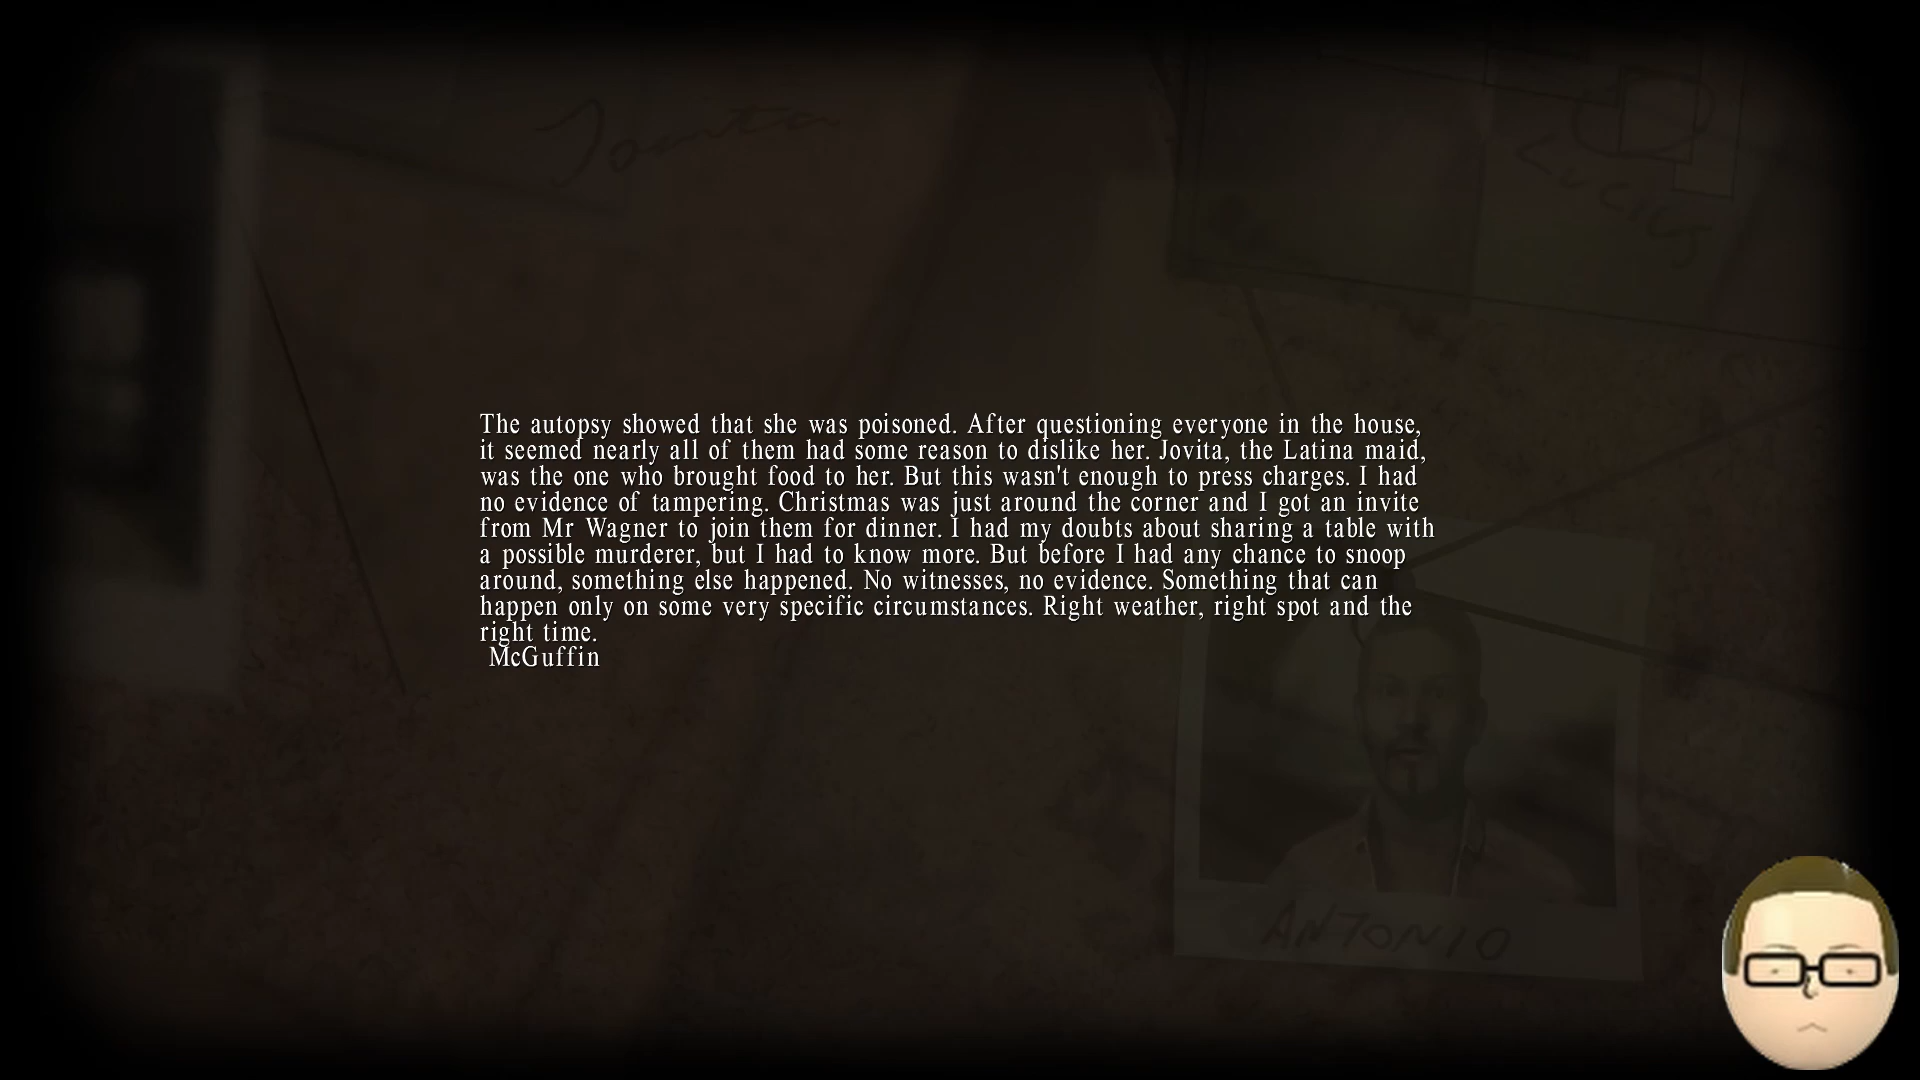 The autopsy showed that she was poisoned. After questioning everyone in the house,
it seemed nearly all of them had some reason to dislike her. Jovita, the Latina maid,
was the one who brought food to her. But this wasn't enough to press charges. I had
no evidence of tampering. Christmas was just around the corner and I got an invite
from Mr Wagner to join them for dinner. I had my doubts about sharing a table with
a possible murderer, but I had to know more. But before I had any chance to snoop
around, something else happened. No witnesses, no evidence. Something that can
happen only on some very specific circumstances. Right weather, right spot and the
right time.
McGuffin
ANTONIO